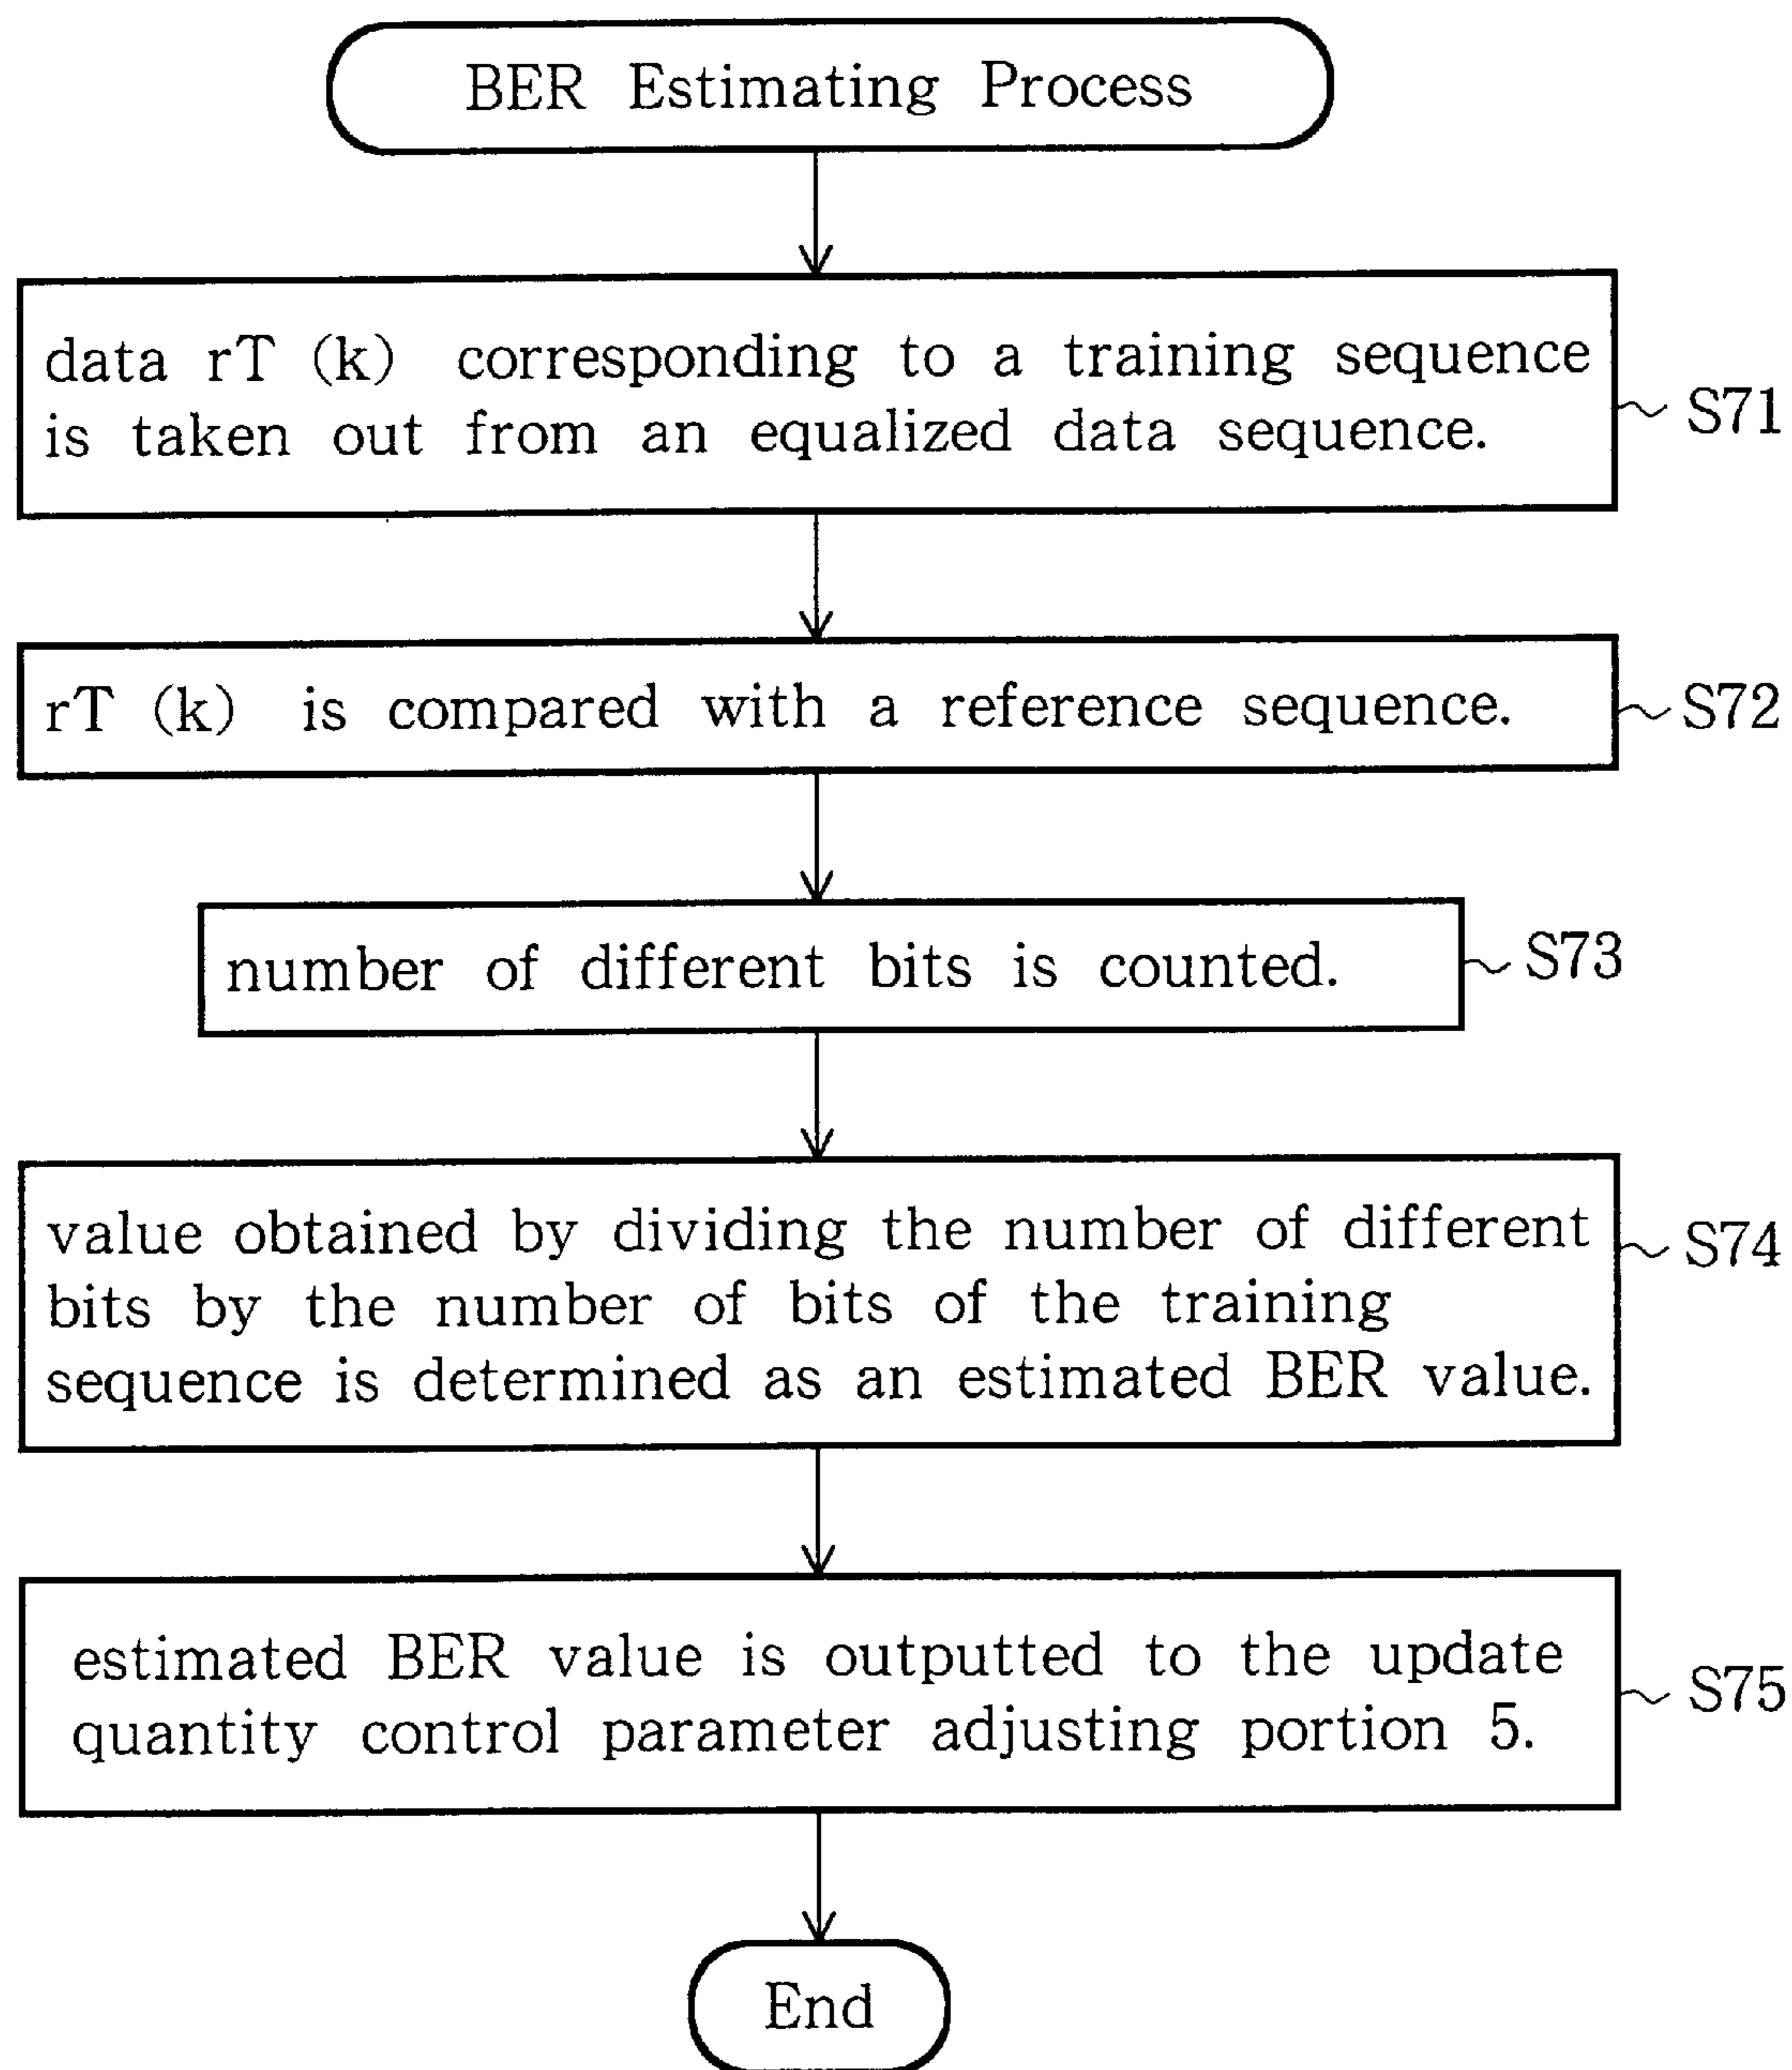 BER Estimating Process
data rT (k) corresponding to a training sequence
is taken out from an equalized data sequence.
S71
rT (k) is compared with a reference sequence.
S72
number of different bits is counted.
S73
value obtained by dividing the number of different
bits by the number of bits of the training
sequence is determined as an estimated BER value.
S74
estimated BER value is outputted to the update
quantity control parameter adjusting portion 5.
S75
End